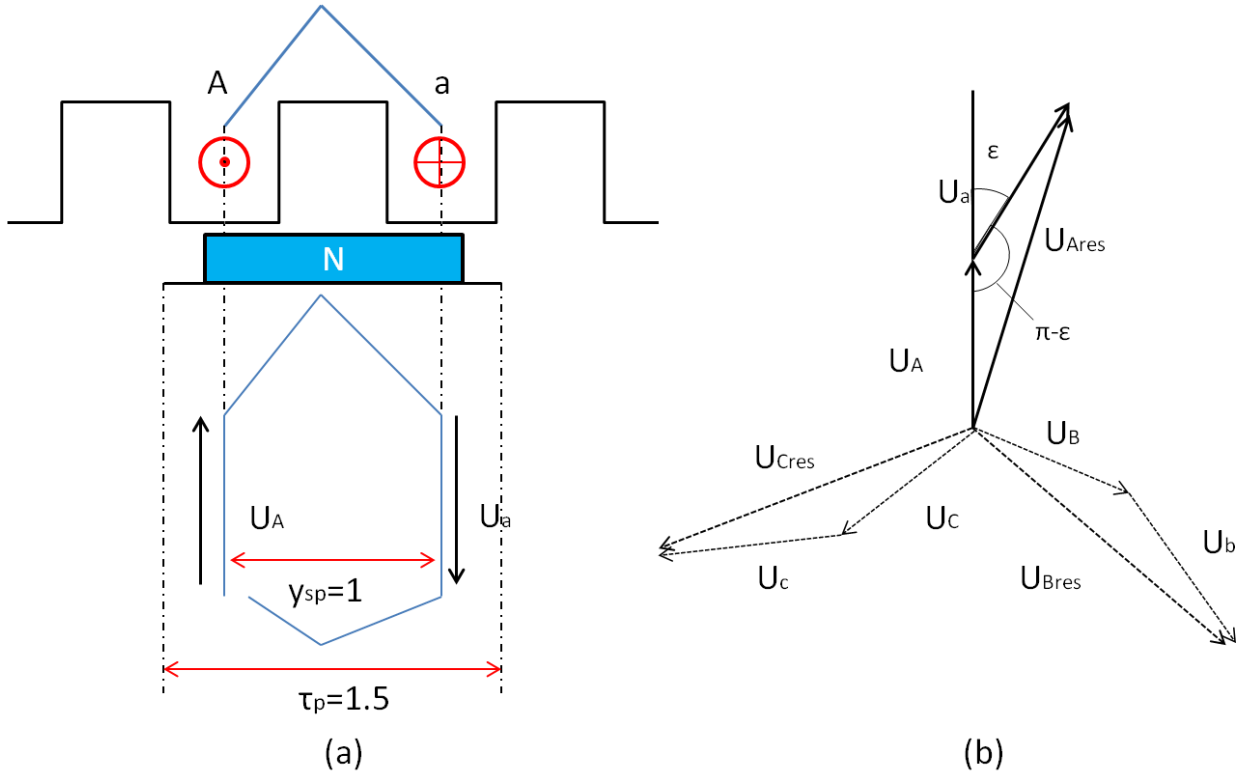 A
a
N
UA
Ua
ysp=1
τp=1.5
(a)
ε
Ua
UAres
π-ε
UA
UB
UCres
UC
Ub
Uc
UBres
(b)